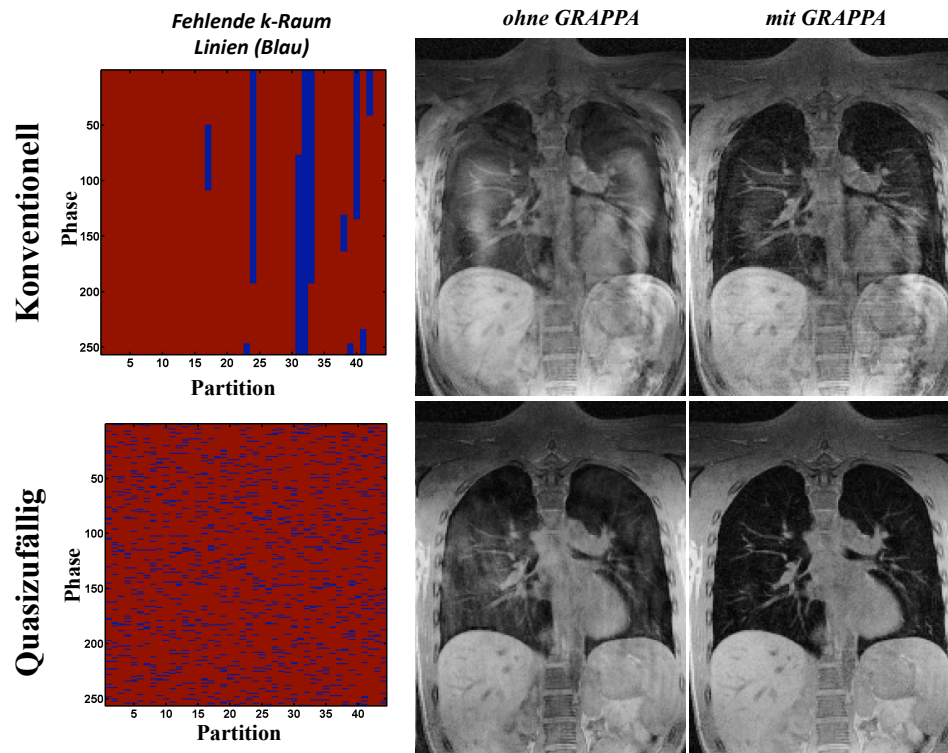 Fehlende k-Raum
Linien (Blau)
ohne GRAPPA
mit GRAPPA
Konventionell
Phase
50
100
150
200
250
5 10 15 20 25 30 35 40
Partition
Quasizufällig
Phase
50
100
150
200
250
5 10 15 20 25 30 35 40
Partition